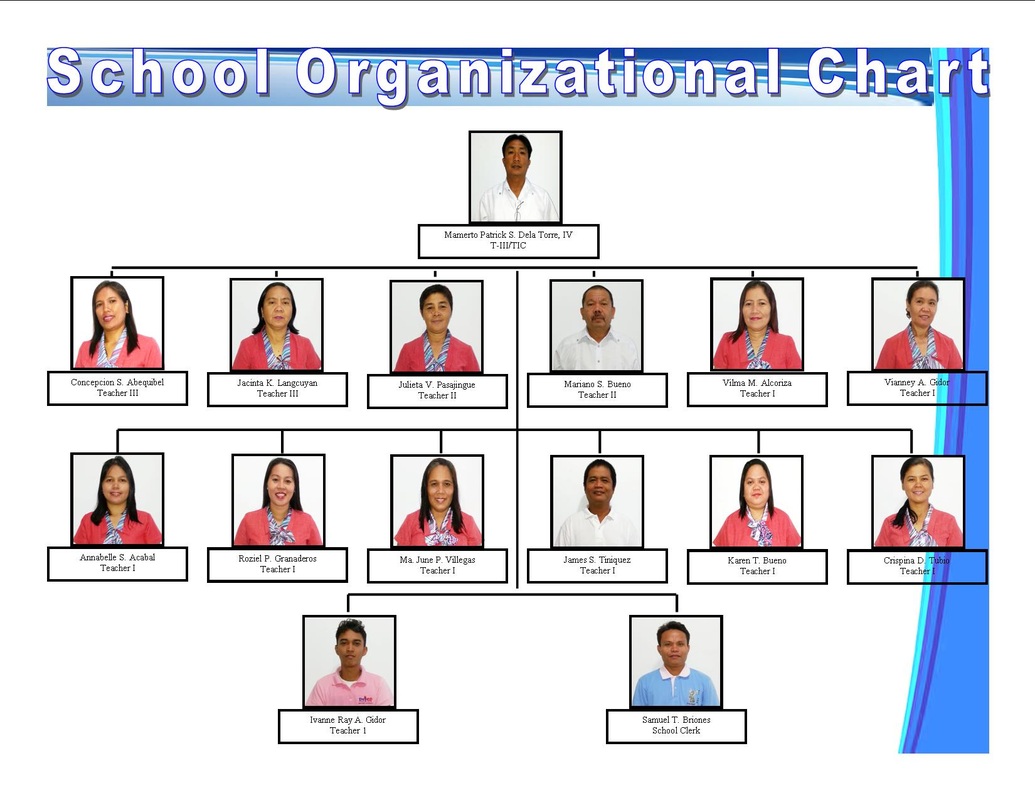 School Organizational Chart
Mamerto Patrick S. Dela Torre, IV
T-III/TIC
Concepcion S. Abequibel
Teacher III
Jacinta K. Langcuyan
Teacher III
Julieta V. Pasajingue
Teacher II
Mariano S. Bueno
Teacher II
Vilma M. Alcoriza
Teacher I
Vianney A. Gidor
Teacher I
Annabelle S. Acabal
Teacher I
Roziel P. Granaderos
Teacher I
Ma. June P. Villegas
Teacher I
James S. Tiniquez
Teacher I
Karen T. Bueno
Teacher I
Crispina D. Tubio
Teacher I
Ivanne Ray A. Gidor
Teacher 1
Samuel T. Briones
School Clerk